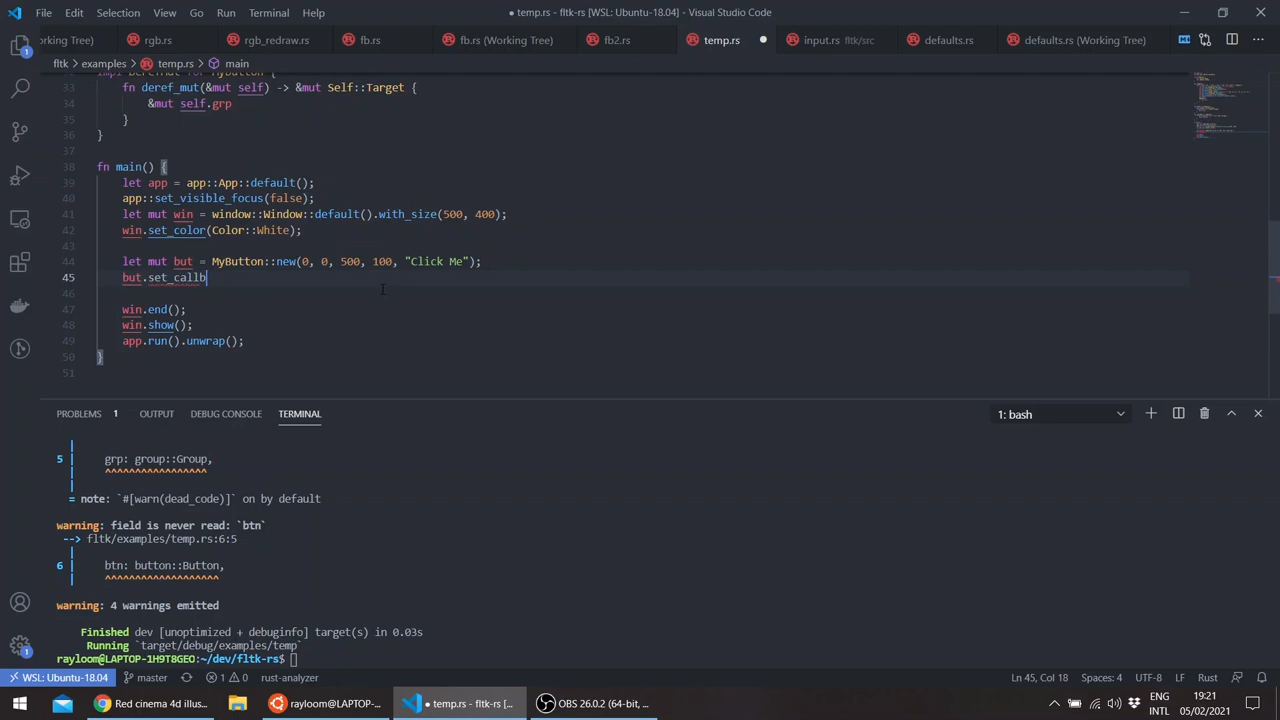 File Edit Selection View Go Run Terminal Help
● temp.rs - fltk-rs [WSL: Ubuntu-18.04] - Visual Studio Code
orking Tree) rgb.rs rgb_redraw.rs fb.rs fb.rs (Working Tree) fb2.rs temp.rs ● input.rs fltk/src defaults.rs defaults.rs (Working Tree)
fltk > examples > temp.rs > main
impl DerefMut for MyButton {
33 fn deref_mut(&mut self) -> &mut Self::Target {
34 &mut self.grp
35 }
36 }
37
38 fn main() {
39 let app = app::App::default();
40 app::set_visible_focus(false);
41 let mut win = window::Window::default().with_size(500, 400);
42 win.set_color(Color::White);
43
44 let mut but = MyButton::new(0, 0, 500, 100, "Click Me");
45 but.set_callb
46
47 win.end();
48 win.show();
49 app.run().unwrap();
50 }
51
PROBLEMS 1 OUTPUT DEBUG CONSOLE TERMINAL
1: bash
|
5 | grp: group::Group,
| ^^^^^^^^^^^^^^^^^
|
= note: `#[warn(dead_code)]` on by default
warning: field is never read: `btn`
--> fltk/examples/temp.rs:6:5
|
6 | btn: button::Button,
| ^^^^^^^^^^^^^^^^^^^
warning: 4 warnings emitted
Finished dev [unoptimized + debuginfo] target(s) in 0.03s
Running `target/debug/examples/temp`
rayloom@LAPTOP-1H9T8GEO:~/dev/fltk-rs$
WSL: Ubuntu-18.04 master 1 0 rust-analyzer
Ln 45, Col 18 Spaces: 4 UTF-8 LF Rust
Red cinema 4d illus...
rayloom@LAPTOP-...
● temp.rs - fltk-rs [...
OBS 26.0.2 (64-bit, ...
ENG
INTL
19:21
05/02/2021